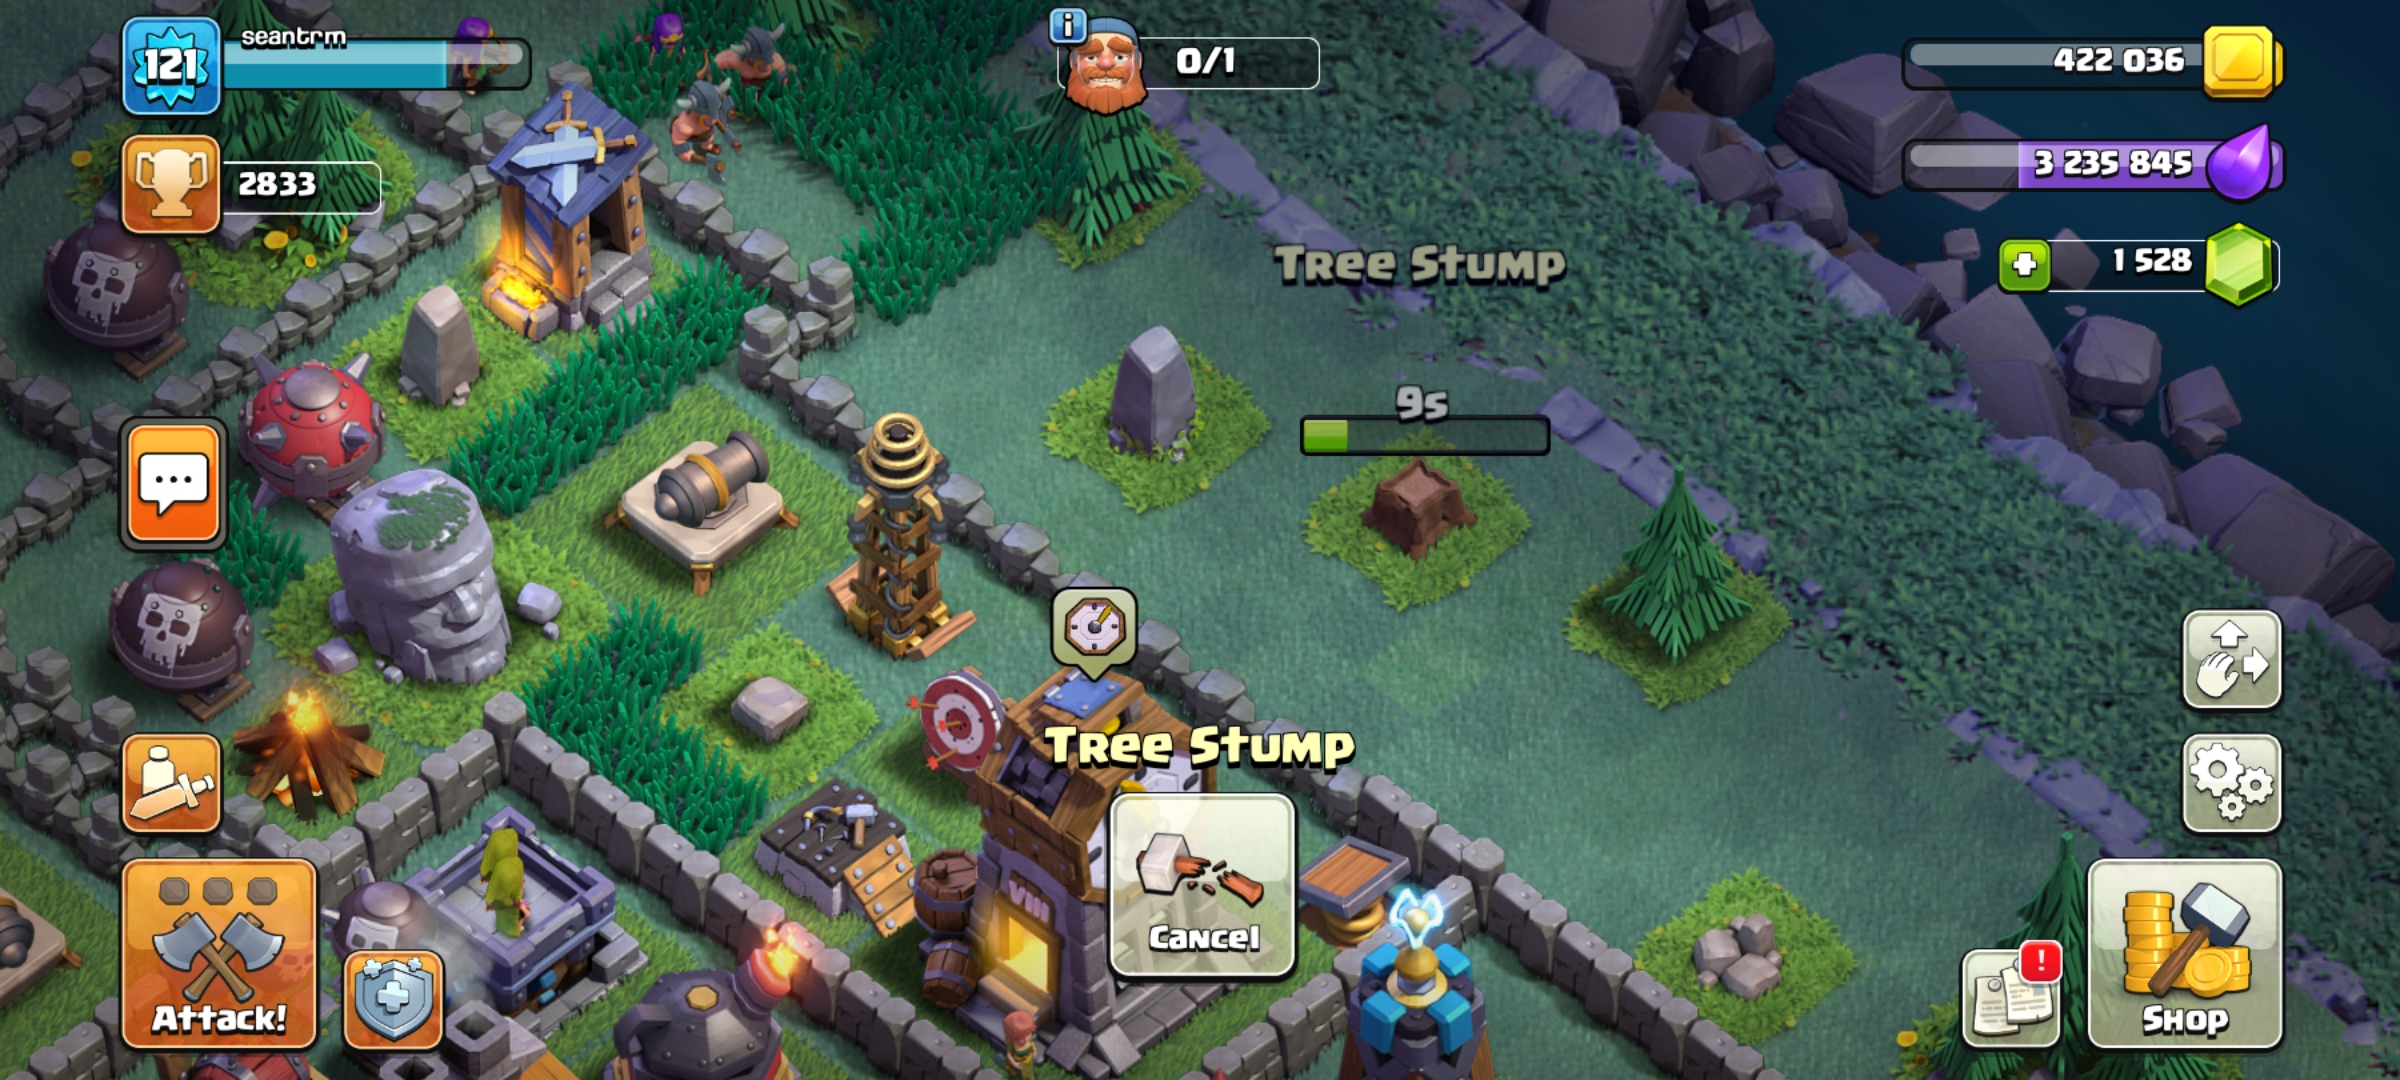 121
seantrm
0/1
422 036
2833
3 235 845
1 528
Tree Stump
9s
Tree Stump
VIII
Cancel
Attack!
!
Shop